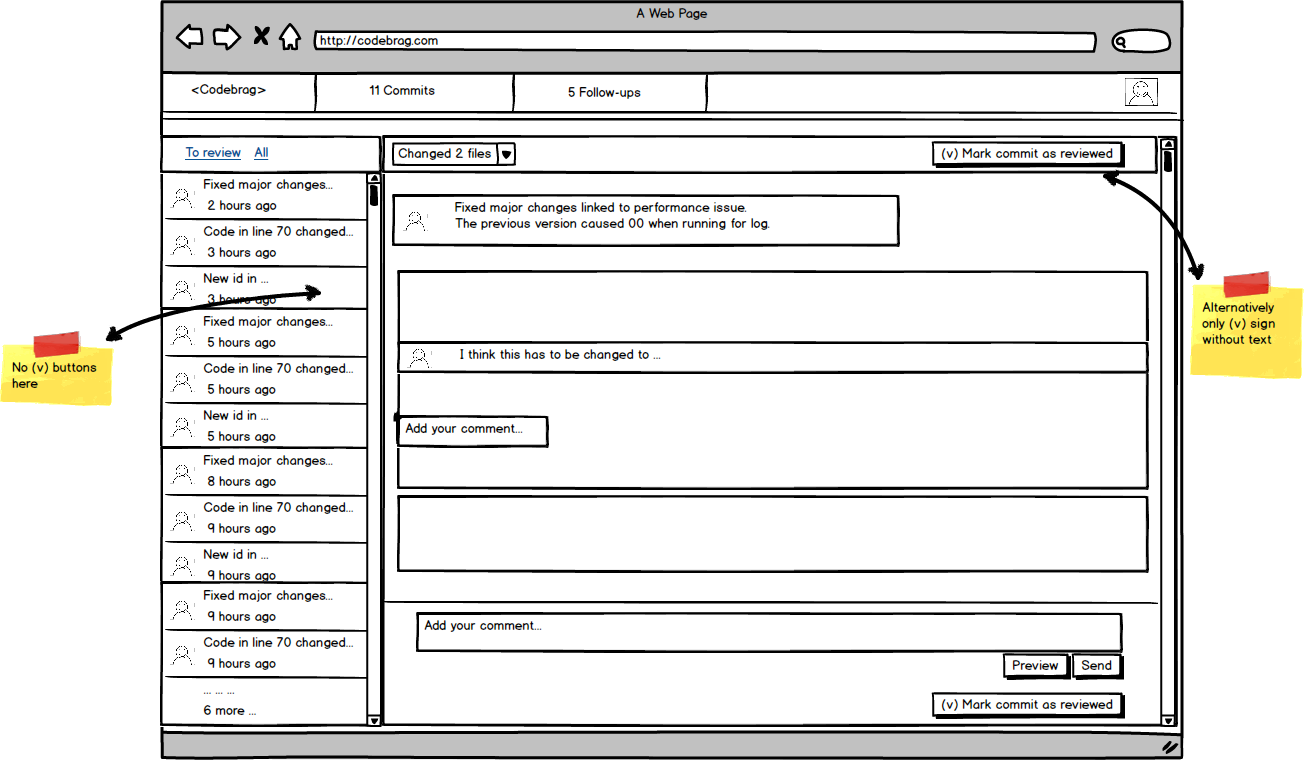 A Web Page
http://codebrag.com
<Codebrag>
11 Commits
5 Follow-ups
To review All
Changed 2 files
(v) Mark commit as reviewed
Fixed major changes...
2 hours ago
Code in line 70 changed...
3 hours ago
New id in ...
3 hours ago
Fixed major changes...
5 hours ago
Code in line 70 changed...
5 hours ago
New id in ...
5 hours ago
Fixed major changes...
8 hours ago
Code in line 70 changed...
9 hours ago
New id in ...
9 hours ago
Fixed major changes...
9 hours ago
Code in line 70 changed...
9 hours ago
... ... ...
6 more ...
Fixed major changes linked to performance issue.
The previous version caused 00 when running for log.
I think this has to be changed to ...
Add your comment...
Add your comment...
Preview
Send
(v) Mark commit as reviewed
No (v) buttons
here
Alternatively
only (v) sign
without text